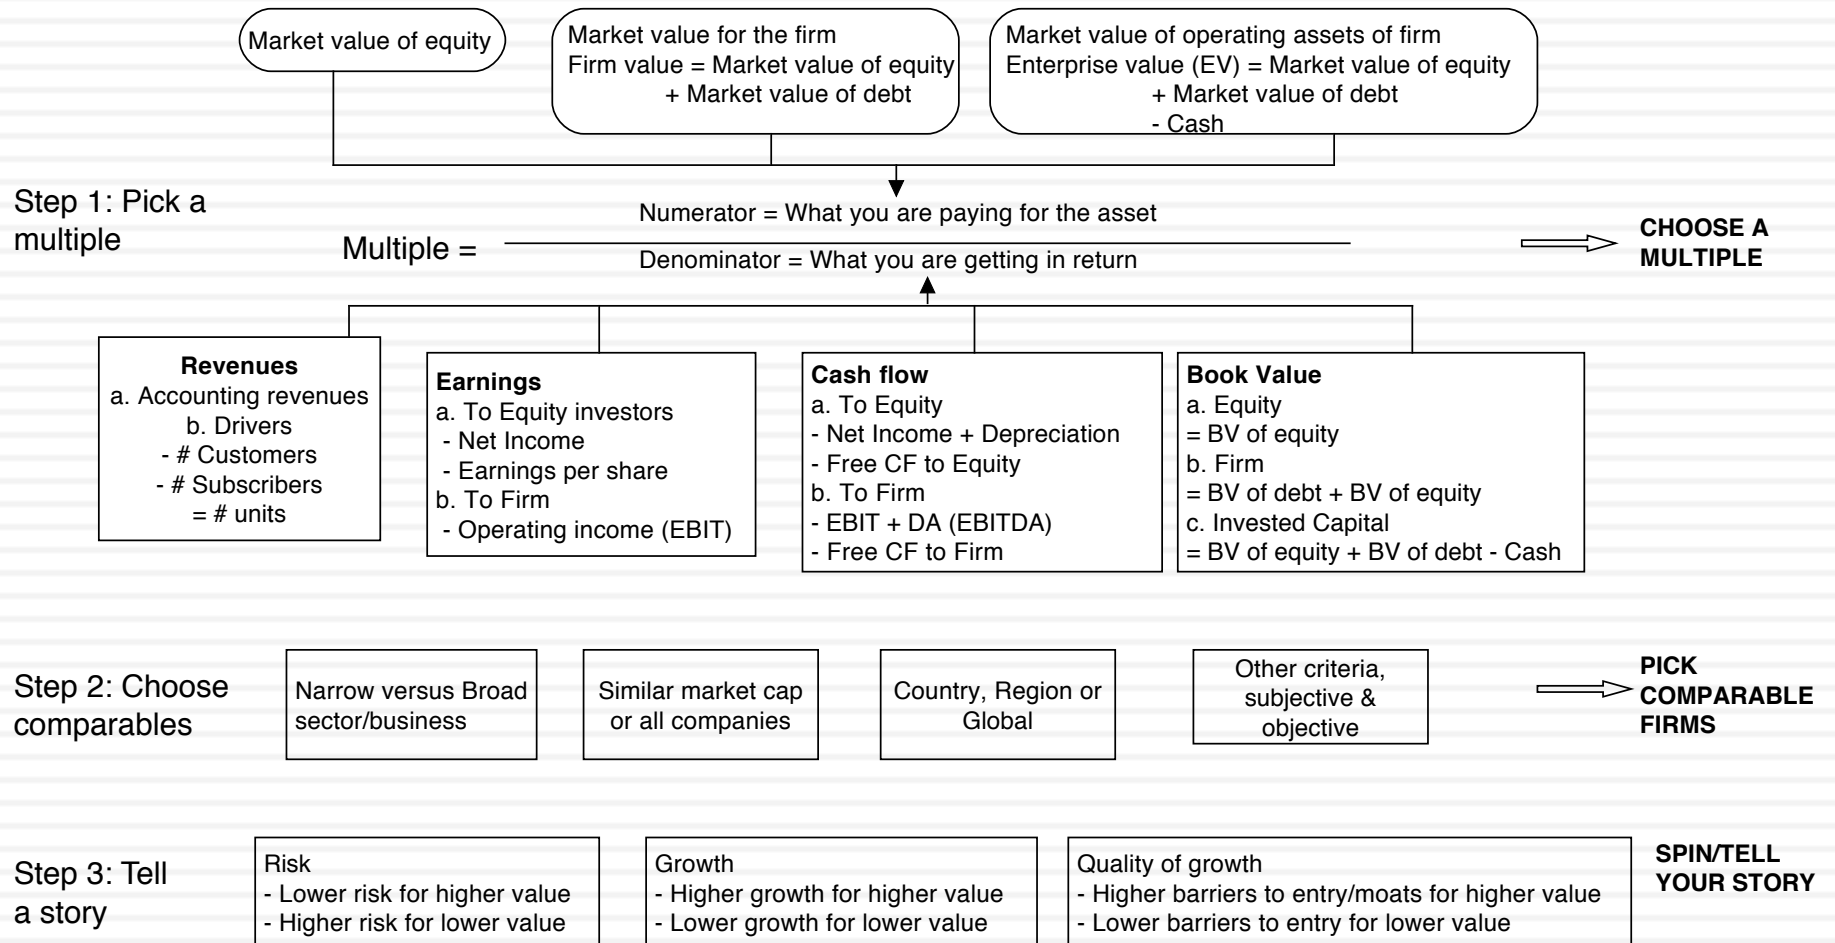 Market value of equity
Market value for the firm
Firm value = Market value of equity
+ Market value of debt
Market value of operating assets of firm
Enterprise value (EV) = Market value of equity
+ Market value of debt
- Cash
Step 1: Pick a
multiple
Multiple =
Numerator = What you are paying for the asset
Denominator = What you are getting in return
CHOOSE A
MULTIPLE
Revenues
a. Accounting revenues
b. Drivers
- # Customers
- # Subscribers
= # units
Earnings
a. To Equity investors
- Net Income
- Earnings per share
b. To Firm
- Operating income (EBIT)
Cash flow
a. To Equity
- Net Income + Depreciation
- Free CF to Equity
b. To Firm
- EBIT + DA (EBITDA)
- Free CF to Firm
Book Value
a. Equity
= BV of equity
b. Firm
= BV of debt + BV of equity
c. Invested Capital
= BV of equity + BV of debt - Cash
Step 2: Choose
comparables
Narrow versus Broad
sector/business
Similar market cap
or all companies
Country, Region or
Global
Other criteria,
subjective &
objective
PICK
COMPARABLE
FIRMS
Step 3: Tell
a story
Risk
- Lower risk for higher value
- Higher risk for lower value
Growth
- Higher growth for higher value
- Lower growth for lower value
Quality of growth
- Higher barriers to entry/moats for higher value
- Lower barriers to entry for lower value
SPIN/TELL
YOUR STORY